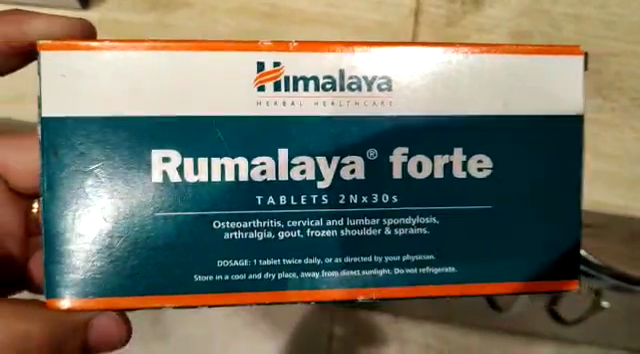 Himalaya
HERBAL HEALTHCARE
Rumalaya® forte
TABLETS 2Nx30s
Osteoarthritis, cervical and lumbar spondylosis,
arthralgia, gout, frozen shoulder & sprains.
DOSAGE: 1 tablet twice daily, or as directed by your physician.
Store in a cool and dry place, away from direct sunlight. Do not refrigerate.